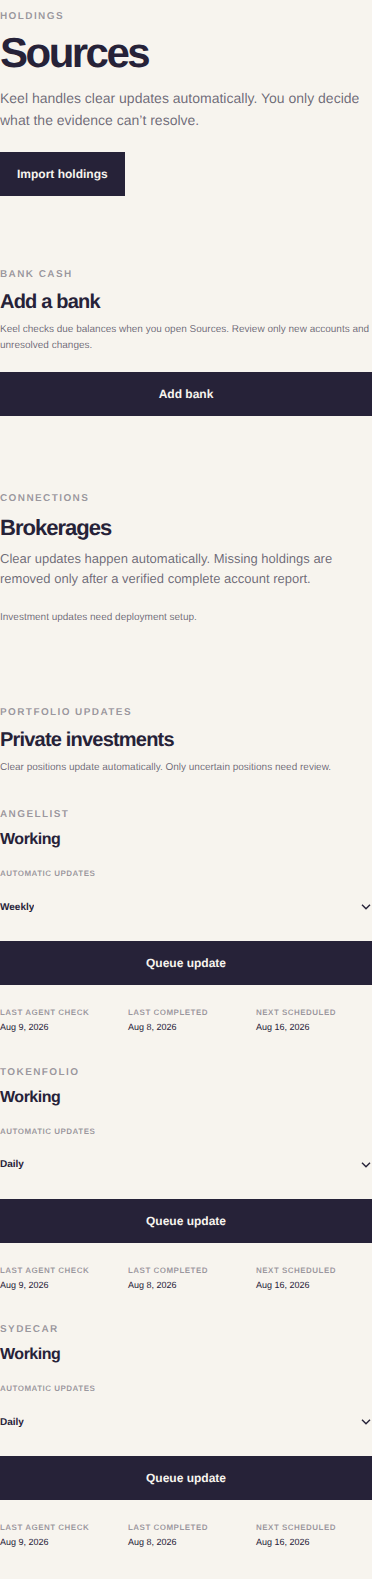 HOLDINGS
Sources
Keel handles clear updates automatically. You only decide
what the evidence can’t resolve.
Import holdings
BANK CASH
Add a bank
Keel checks due balances when you open Sources. Review only new accounts and
unresolved changes.
Add bank
CONNECTIONS
Brokerages
Clear updates happen automatically. Missing holdings are
removed only after a verified complete account report.
Investment updates need deployment setup.
PORTFOLIO UPDATES
Private investments
Clear positions update automatically. Only uncertain positions need review.
ANGELLIST
Working
AUTOMATIC UPDATES
Weekly
Queue update
LAST AGENT CHECK LAST COMPLETED NEXT SCHEDULED
Aug 9, 2026 Aug 8, 2026 Aug 16, 2026
TOKENFOLIO
Working
AUTOMATIC UPDATES
Daily
Queue update
LAST AGENT CHECK LAST COMPLETED NEXT SCHEDULED
Aug 9, 2026 Aug 8, 2026 Aug 16, 2026
SYDECAR
Working
AUTOMATIC UPDATES
Daily
Queue update
LAST AGENT CHECK LAST COMPLETED NEXT SCHEDULED
Aug 9, 2026 Aug 8, 2026 Aug 16, 2026